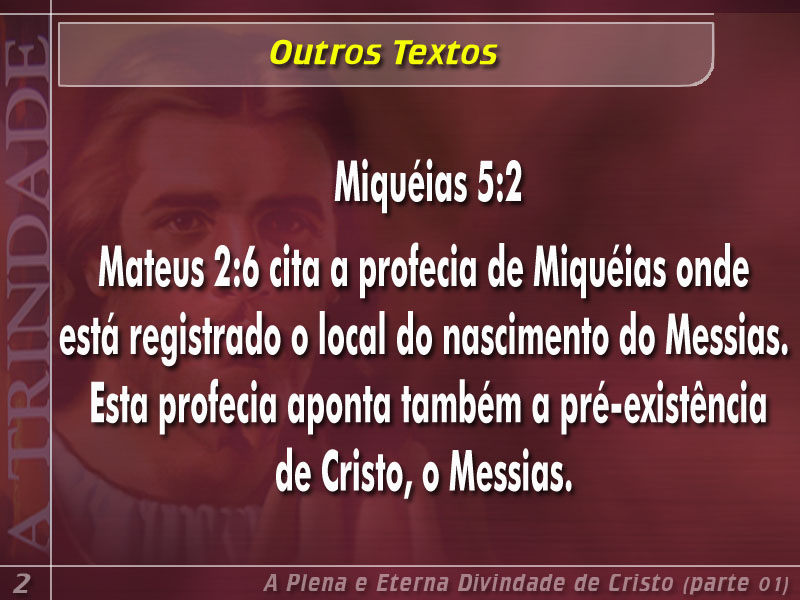 Outros Textos
A TRINDADE
Miquéias 5:2
Mateus 2:6 cita a profecia de Miquéias onde
está registrado o local do nascimento do Messias.
Esta profecia aponta também a pré-existência
de Cristo, o Messias.
2
A Plena e Eterna Divindade de Cristo (parte 01)